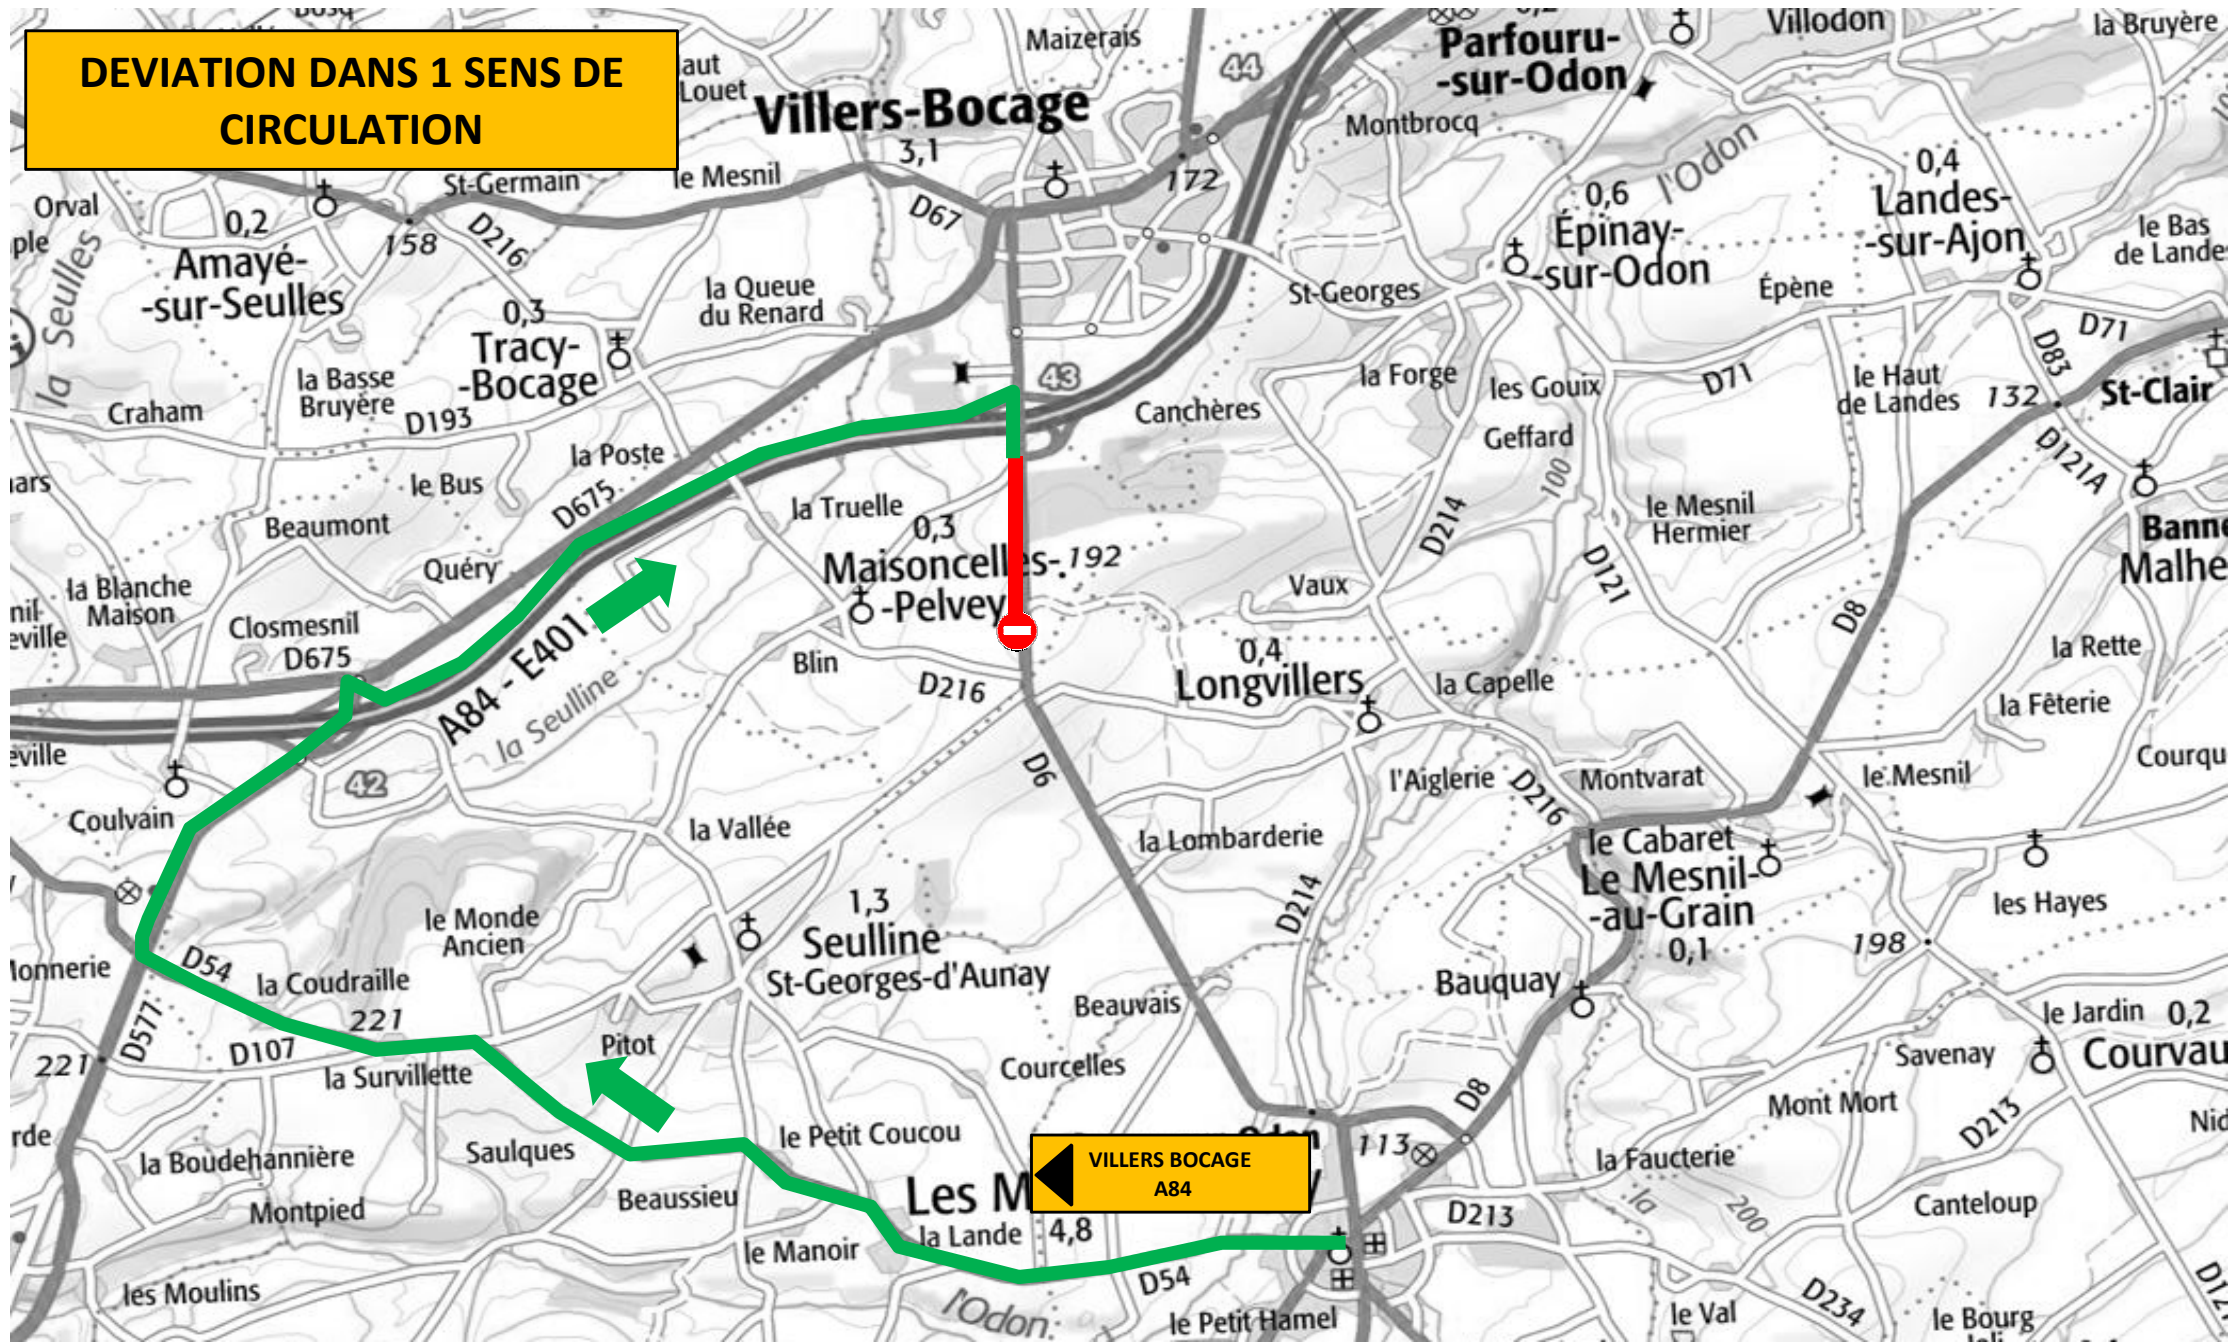 DEVIATION DANS 1 SENS DE
CIRCULATION
Maizerais
Villers-Bocage
3,1
44
Parfouru-
-sur-Odon
Villodon
la Bruyère
Montbrocq
l'Odon
0,4
Landes-
-sur-Ajon
le Bas
Orval
la Seulles
0,2
Amayé-
-sur-Seulles
St-Germain
158
D216
le Mesnil
D67
172
0,6
Épinay-
-sur-Odon
St-Georges
Épène
D71
D83
la Queue
du Renard
0,3
Tracy-
-Bocage
la Basse
Bruyère
Craham
D193
43
Canchères
la Forge
les Gouix
D71
le Haut
de Landes
132
St-Clair
Geffard
D121A
la Poste
le Bus
D675
Beaumont
la Truelle
0,3
Maisoncelles-
-Pelvey
192
D214
100
le Mesnil
Hermier
D121
Quéry
la Blanche
Maison
Closmesnil
D675
A84 - E401
la Seulline
Blin
D216
Vaux
0,4
Longvillers
la Capelle
D8
la Rette
la Fêterie
42
Coulvain
la Vallée
D6
l'Aiglerie
D216
Montvarat
le Mesnil
la Lombarderie
le Cabaret
Le Mesnil-
-au-Grain
0,1
les Hayes
198
D214
le Monde
Ancien
1,3
Seulline
St-Georges-d'Aunay
Beauvais
Bauquay
D54
la Coudraille
221
D107
D577
221
la Survillette
Pitot
Courcelles
D8
le Jardin
0,2
Savenay
Mont Mort
D213
la Boudehannière
Saulques
le Petit Coucou
113
VILLERS BOCAGE
A84
la Faucterie
la
200
Canteloup
Montpied
Beaussieu
la Lande
4,8
D213
le Manoir
les Moulins
l'Odon
D54
le Petit Hamel
le Val
D234
le Bourg